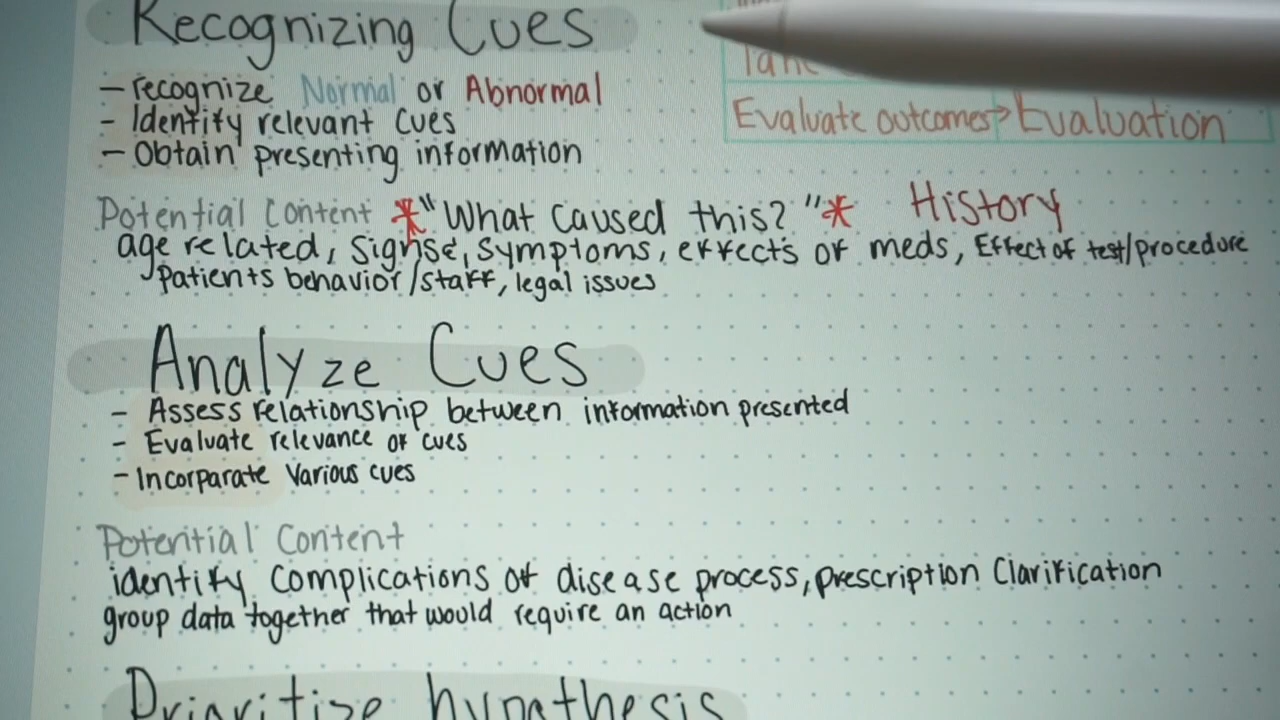 Recognizing Cues
- recognize Normal or Abnormal
- Identify relevant Cues
- Obtain presenting information
Evaluate outcomes→Evaluation
Potential Content *"What Caused this?"* History
age related, Signs&, Symptoms, effects of meds, Effect of test/procedure
patients behavior/staff, legal issues
Analyze Cues
- Assess relationship between information presented
- Evaluate relevance of cues
- Incorparate Various cues
Potential Content
identify complications of disease process, prescription Clarification
group data together that would require an action
Prioritize hypothesis